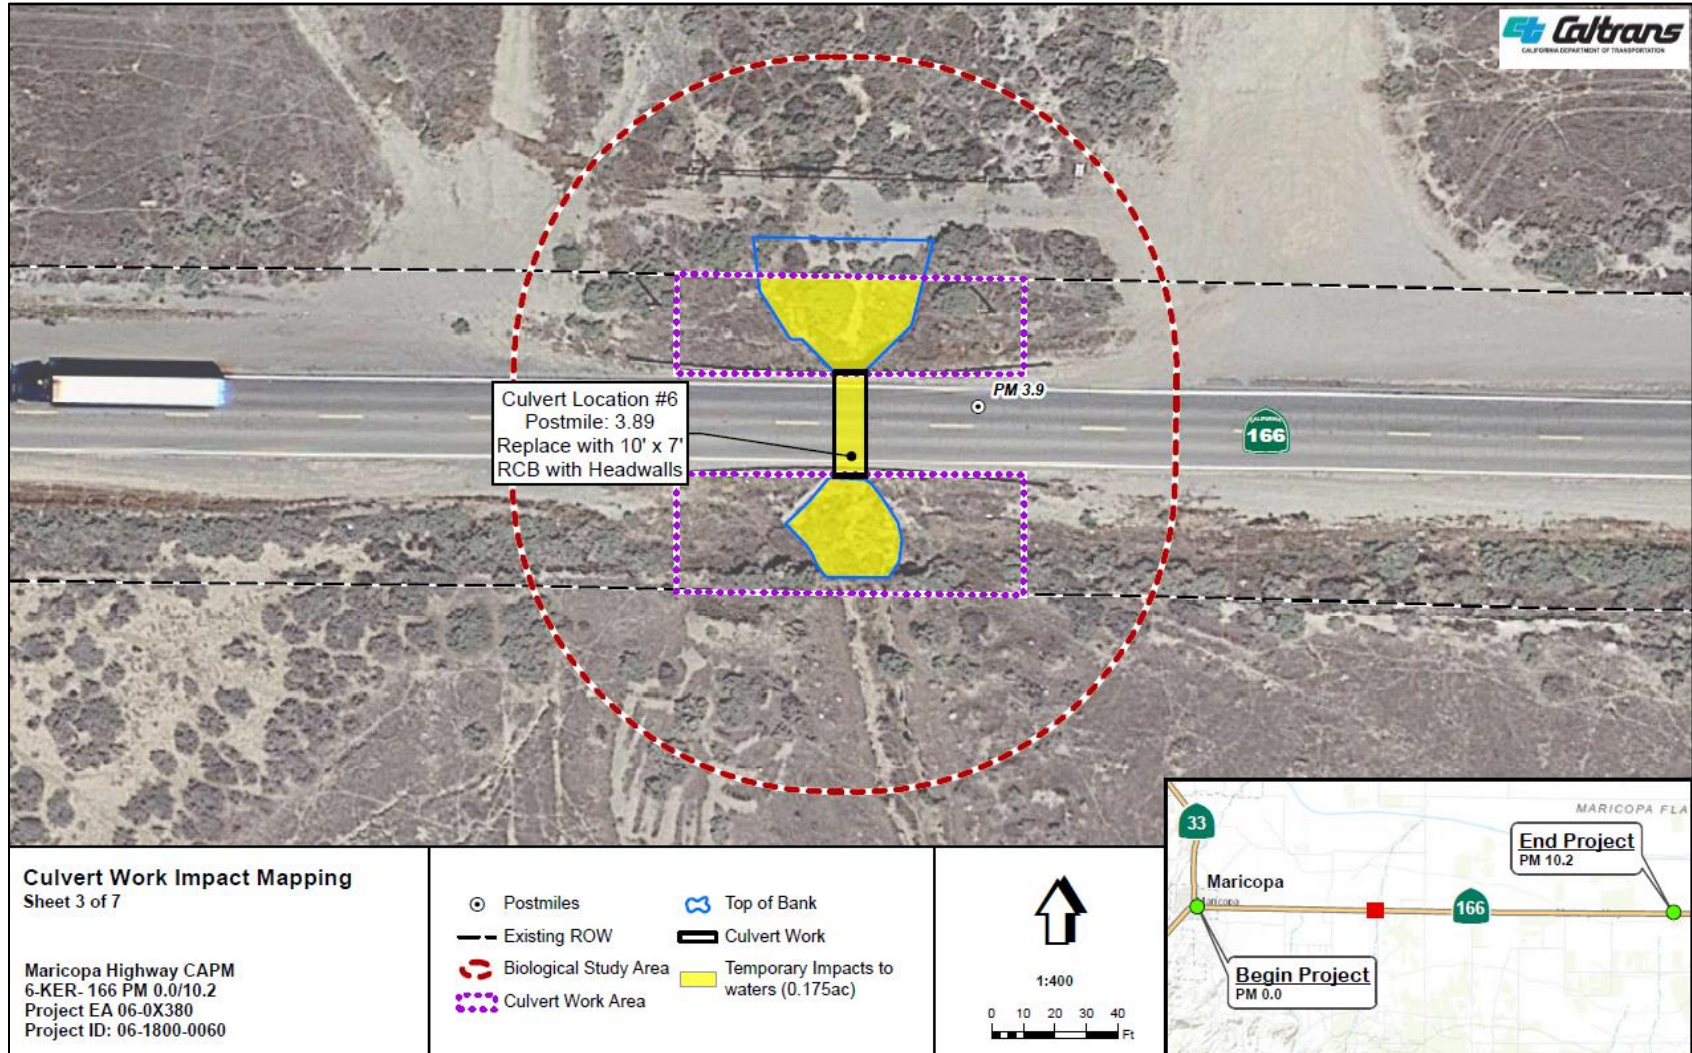 Caltrans
CALIFORNIA DEPARTMENT OF TRANSPORTATION
PM 3.9
Culvert Location #6
Postmile: 3.89
Replace with 10' x 7'
RCB with Headwalls
CALIFORNIA
166
Culvert Work Impact Mapping
Sheet 3 of 7
Maricopa Highway CAPM
6-KER- 166 PM 0.0/10.2
Project EA 06-0X380
Project ID: 06-1800-0060
Postmiles
Existing ROW
Biological Study Area
Culvert Work Area
Top of Bank
Culvert Work
Temporary Impacts to
waters (0.175ac)
1:400
0 10 20 30 40
Ft
MARICOPA FLA
33
End Project
PM 10.2
Maricopa
Maricopa
166
Begin Project
PM 0.0